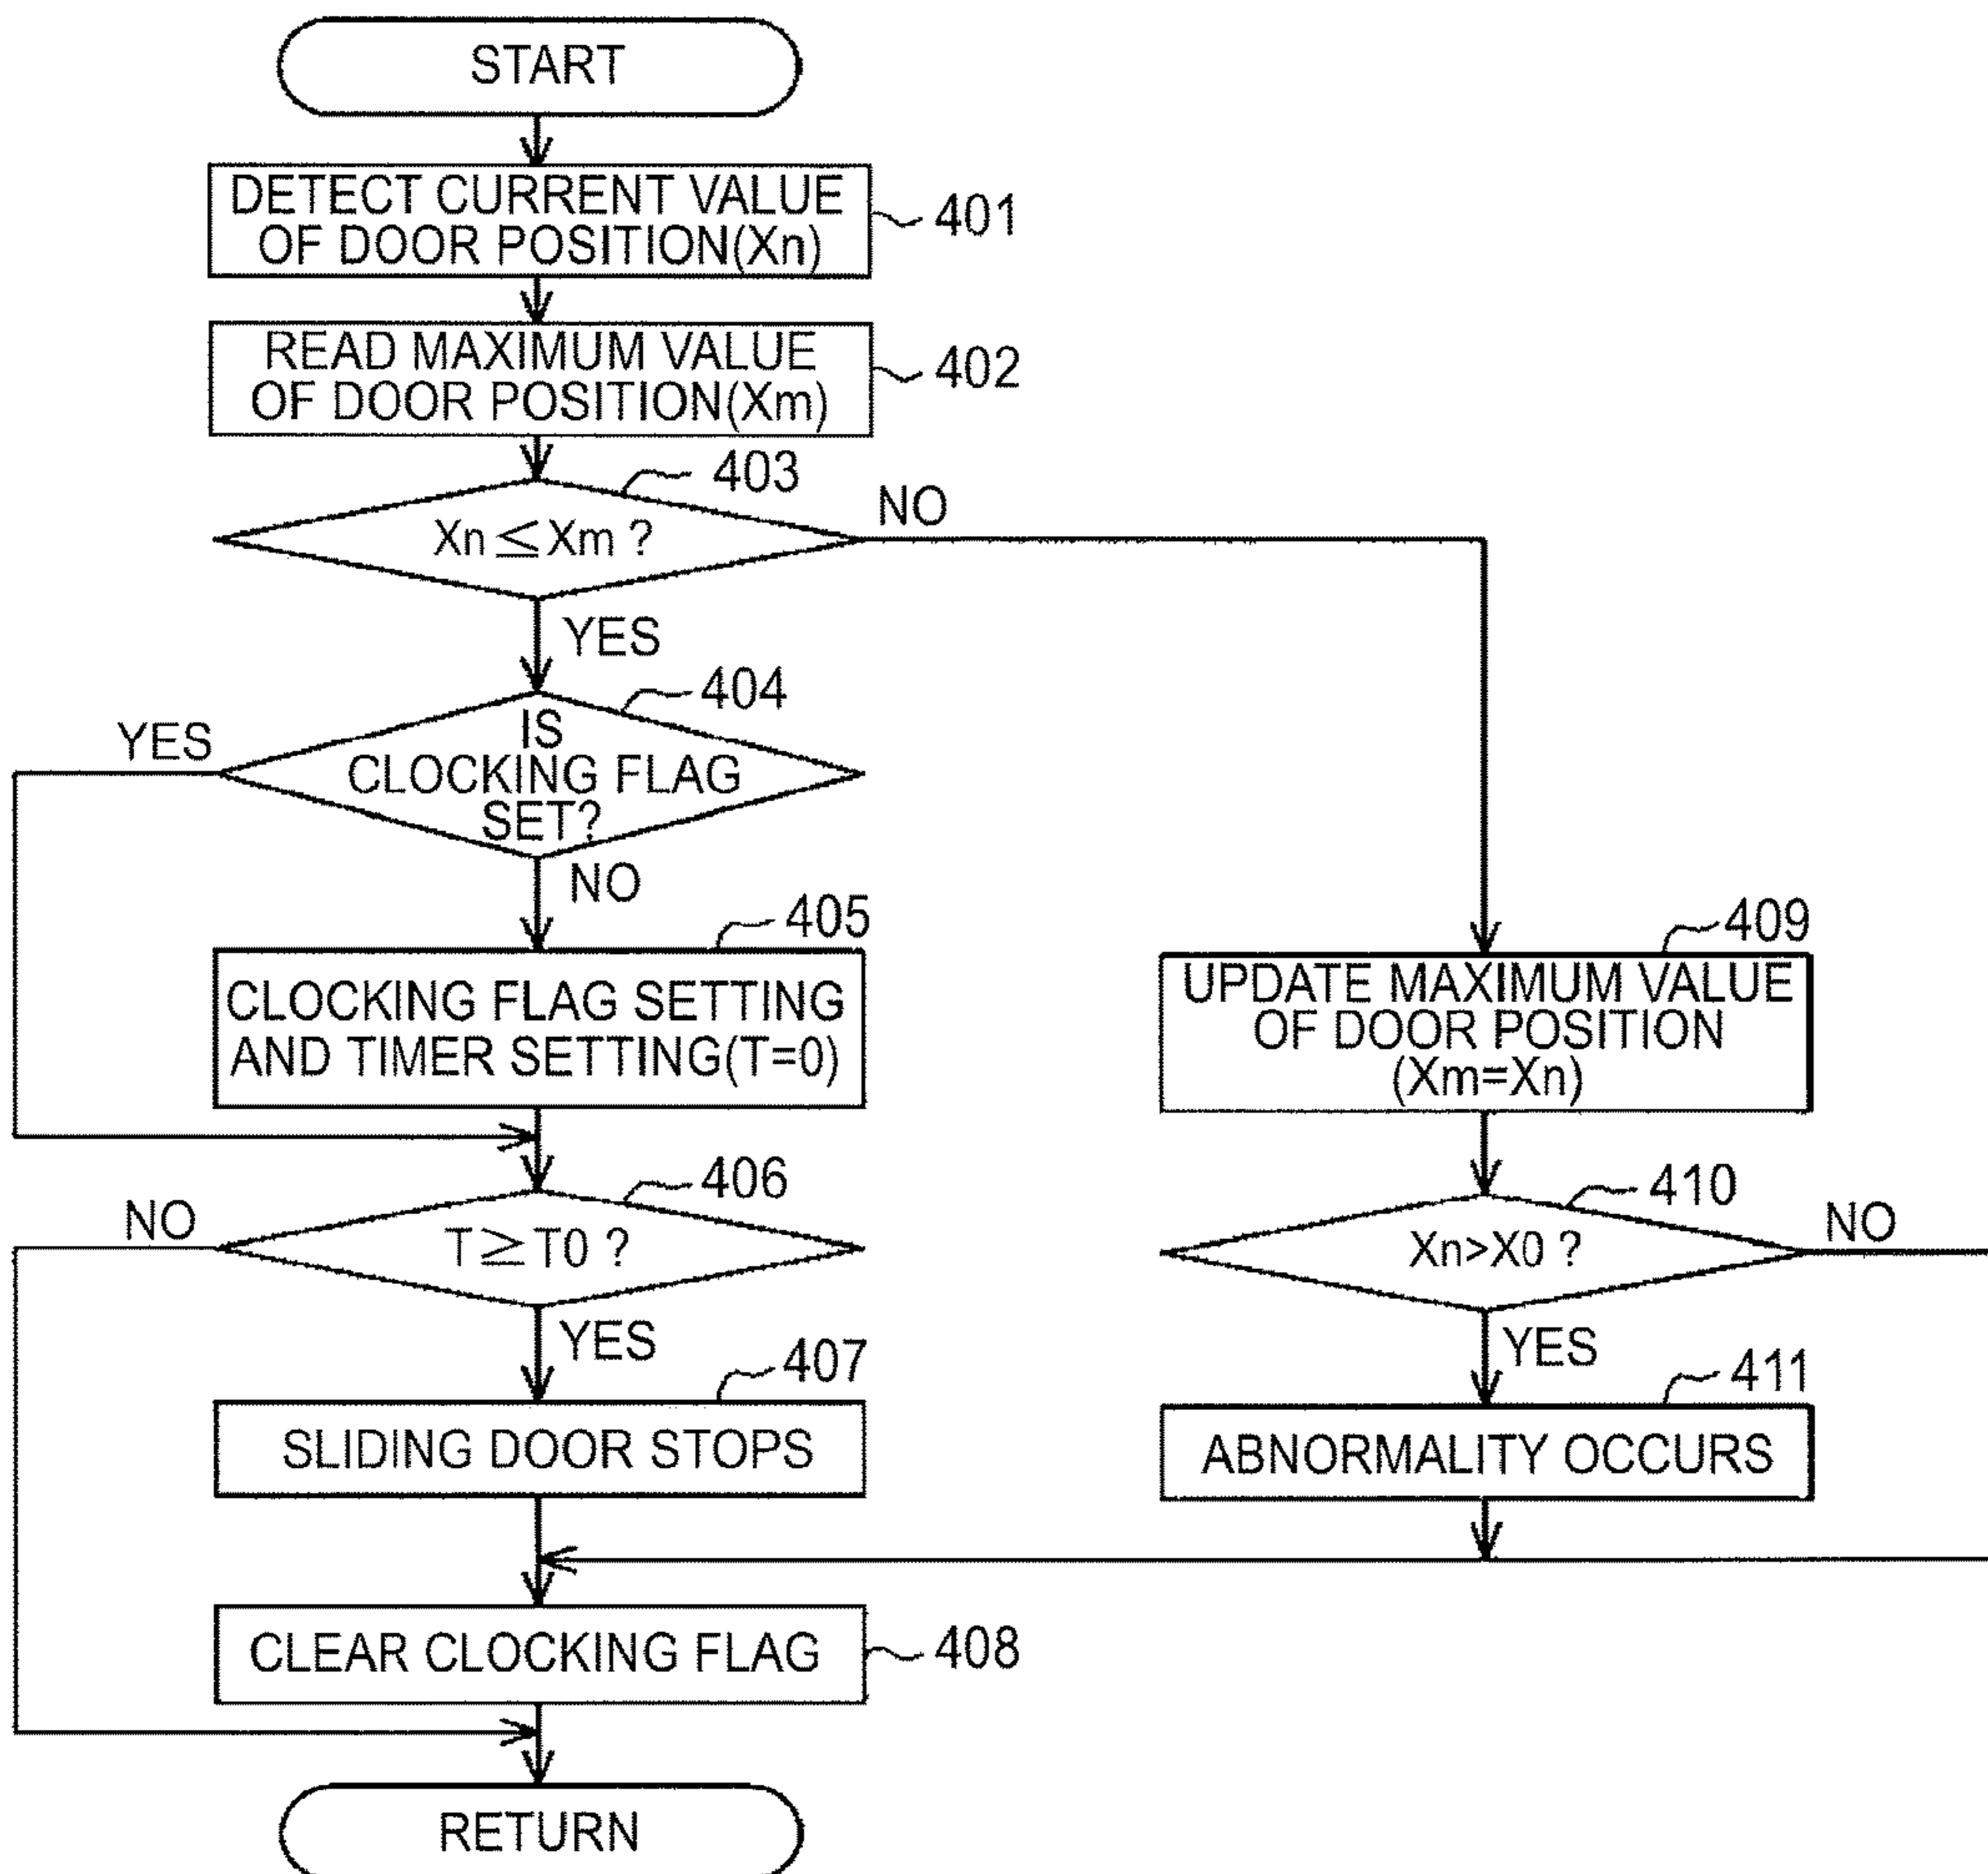 START
DETECT CURRENT VALUE
OF DOOR POSITION(Xn)
401
READ MAXIMUM VALUE
OF DOOR POSITION(Xm)
402
403
Xn≦Xm ?
NO
YES
404
IS
CLOCKING FLAG
SET?
YES
NO
405
CLOCKING FLAG SETTING
AND TIMER SETTING(T=0)
406
T≧T0 ?
NO
YES
407
SLIDING DOOR STOPS
CLEAR CLOCKING FLAG
408
RETURN
409
UPDATE MAXIMUM VALUE
OF DOOR POSITION
(Xm=Xn)
410
Xn>X0 ?
NO
YES
411
ABNORMALITY OCCURS